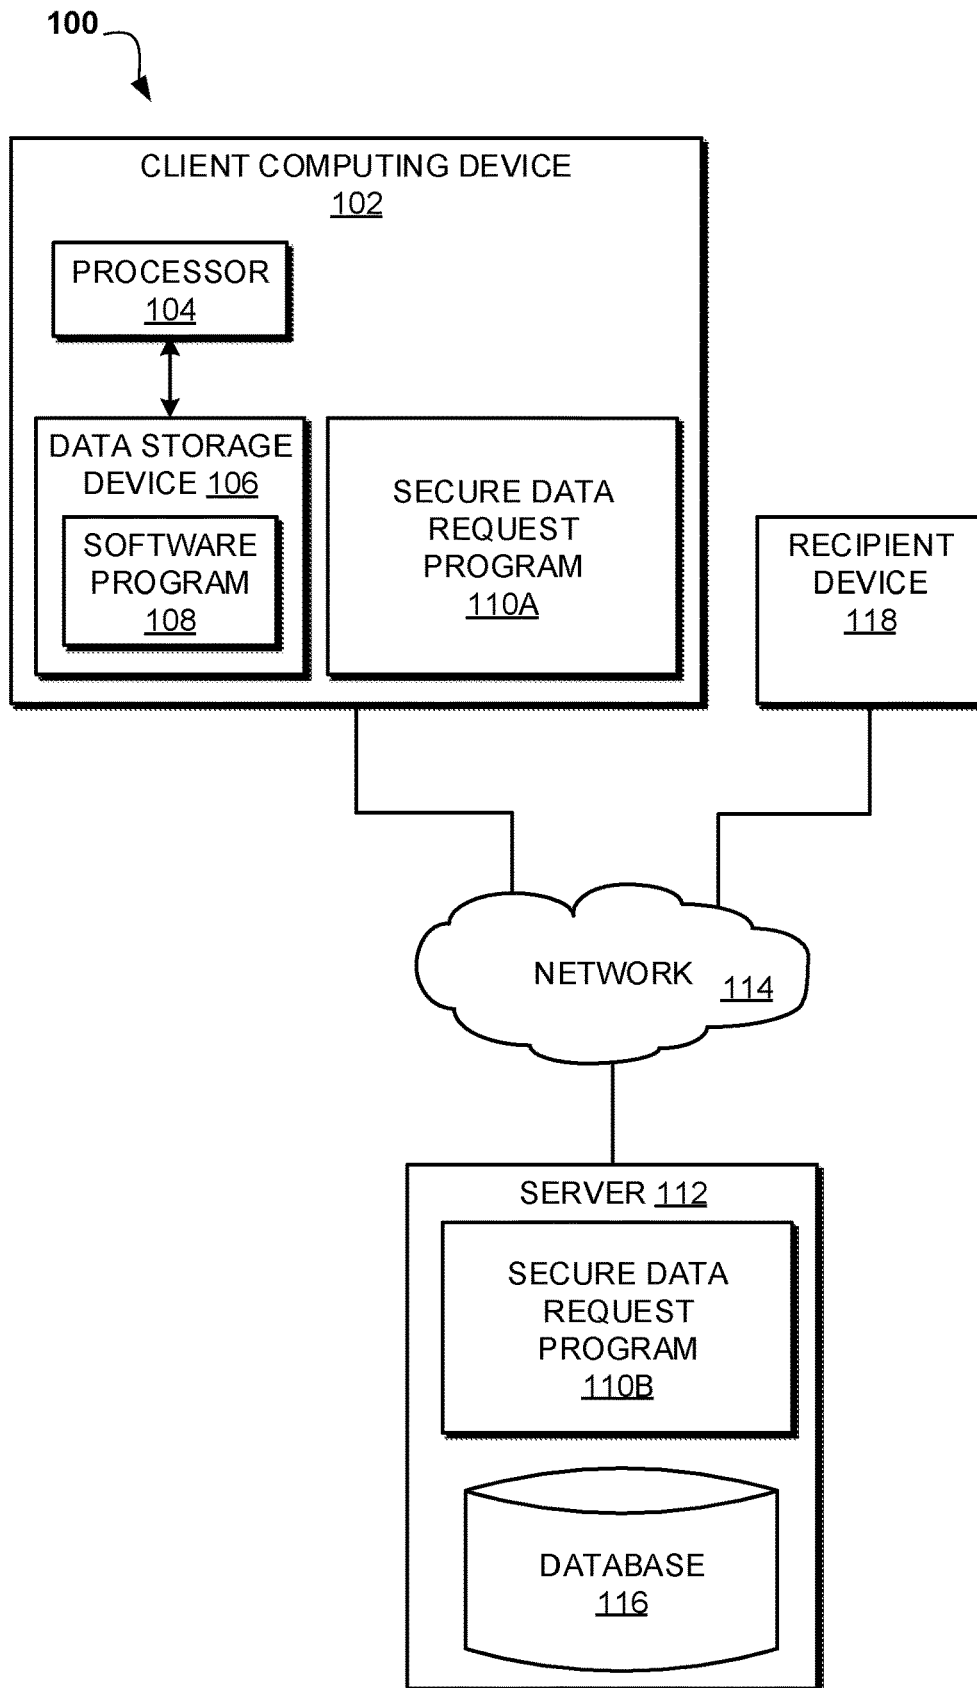 100
CLIENT COMPUTING DEVICE
102
PROCESSOR
104
DATA STORAGE
DEVICE 106
SOFTWARE
PROGRAM
108
SECURE DATA
REQUEST
PROGRAM
110A
RECIPIENT
DEVICE
118
NETWORK 114
SERVER 112
SECURE DATA
REQUEST
PROGRAM
110B
DATABASE
116